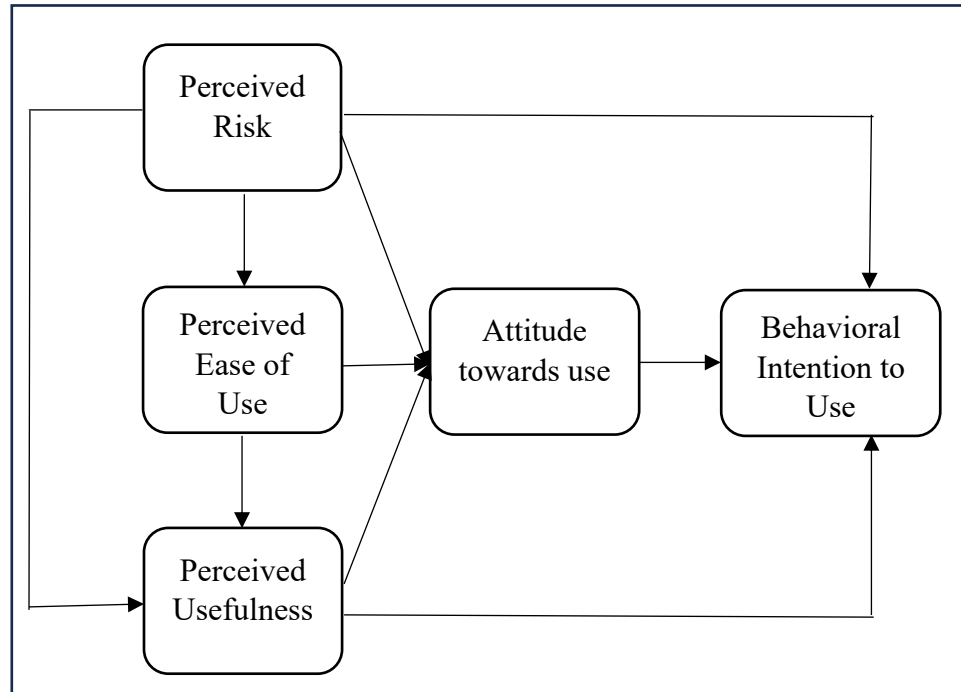 Perceived
Risk
Perceived
Ease of
Use
Attitude
towards use
Behavioral
Intention to
Use
Perceived
Usefulness